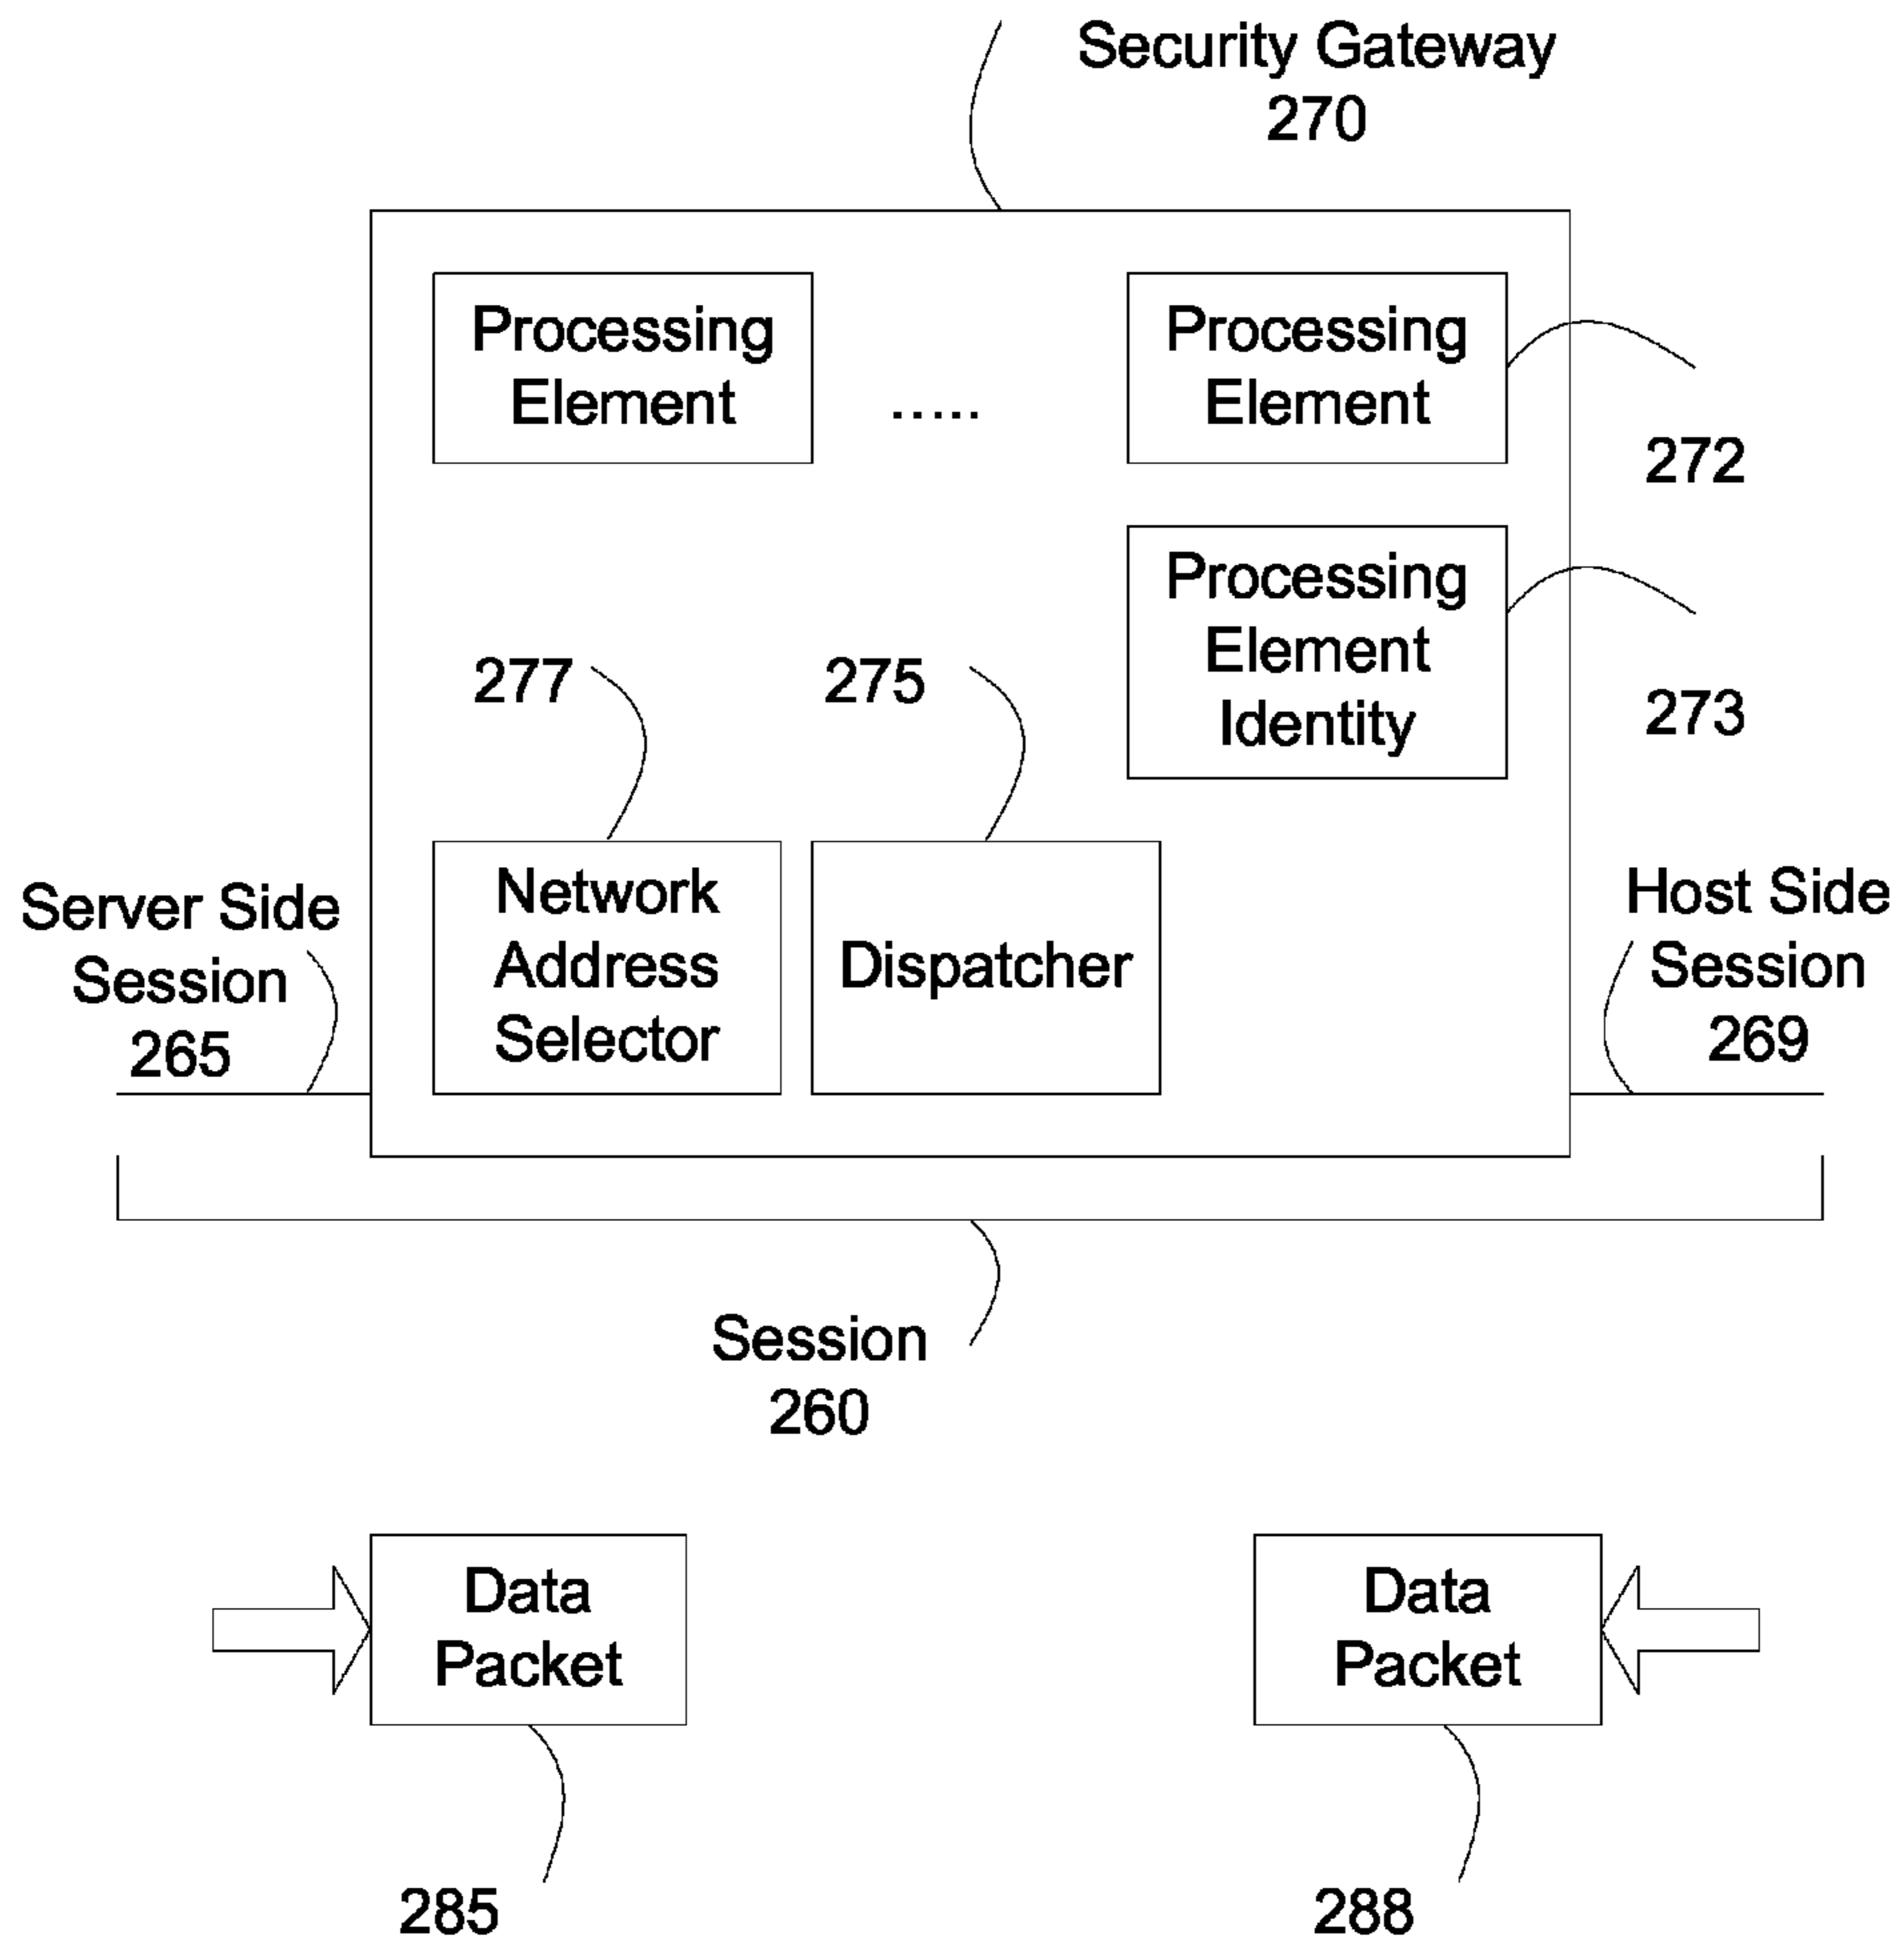 Security Gateway
270
Processing
Element
.....
Processing
Element
272
Processing
Element
Identity
273
277
275
Network
Address
Selector
Dispatcher
Server Side
Session
265
Host Side
Session
269
Session
260
Data
Packet
285
Data
Packet
288